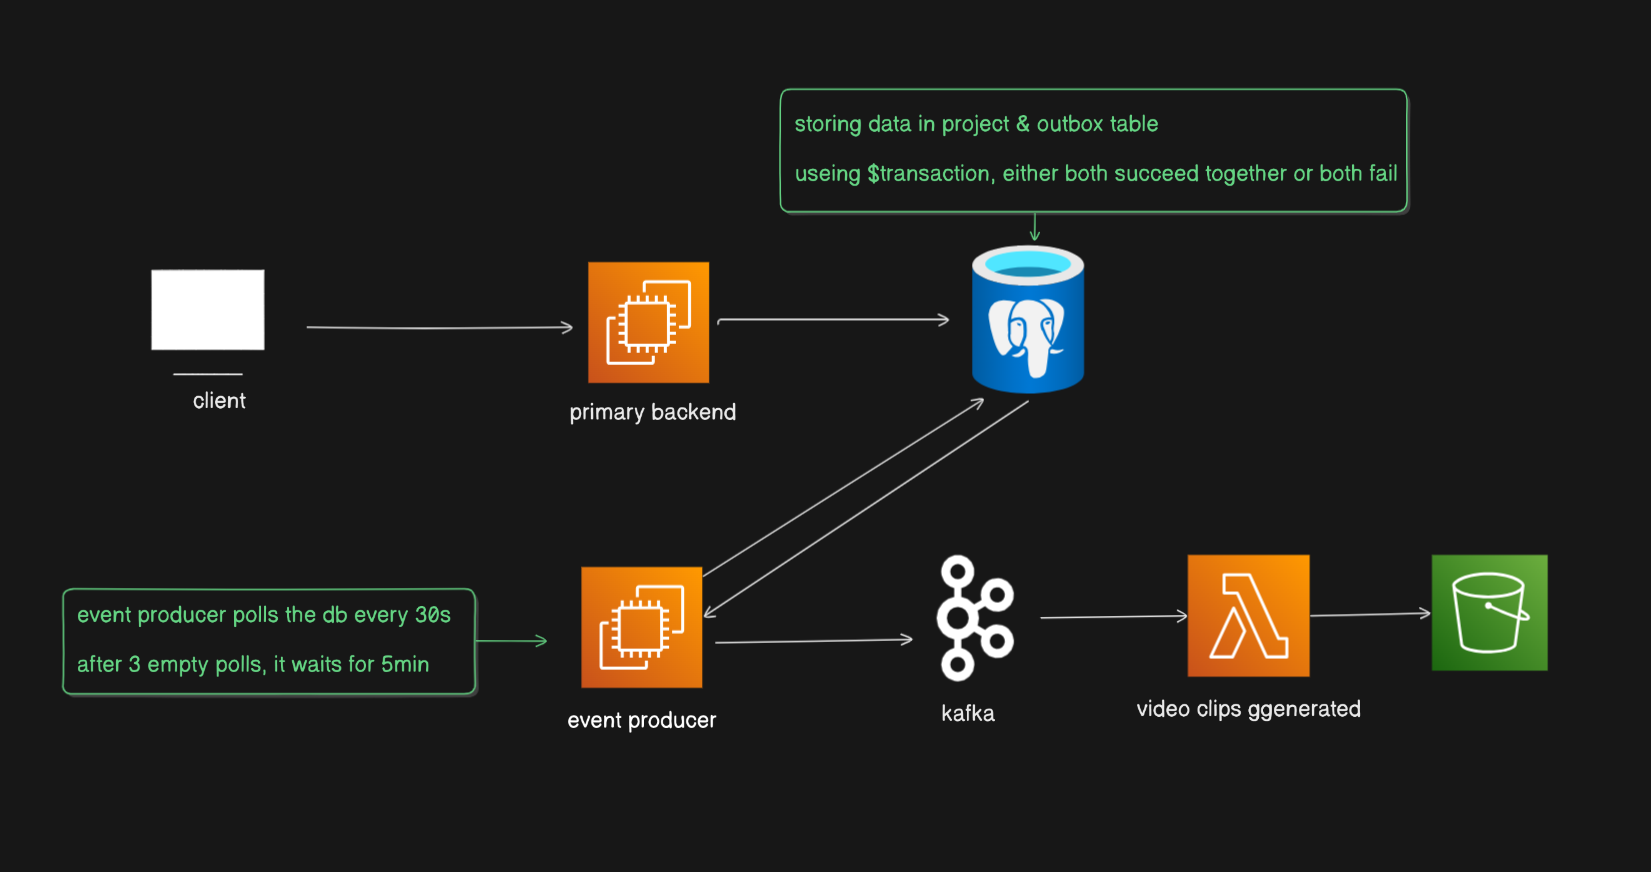 storing data in project & outbox table
useing $transaction, either both succeed together or both fail
client
primary backend
event producer polls the db every 30s
after 3 empty polls, it waits for 5min
event producer
kafka
video clips ggenerated